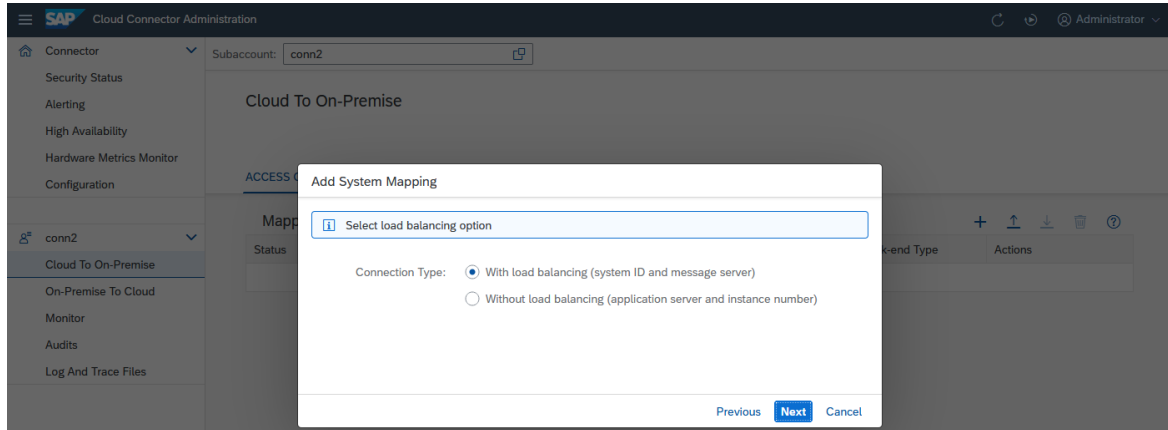 SAP Cloud Connector Administration
Administrator
Connector
Subaccount: conn2
Security Status
Alerting
High Availability
Hardware Metrics Monitor
Configuration
conn2
Cloud To On-Premise
On-Premise To Cloud
Monitor
Audits
Log And Trace Files
Cloud To On-Premise
ACCESS C
Mapp
Status
k-end Type
Actions
Add System Mapping
Select load balancing option
Connection Type: With load balancing (system ID and message server)
Without load balancing (application server and instance number)
Previous Next Cancel